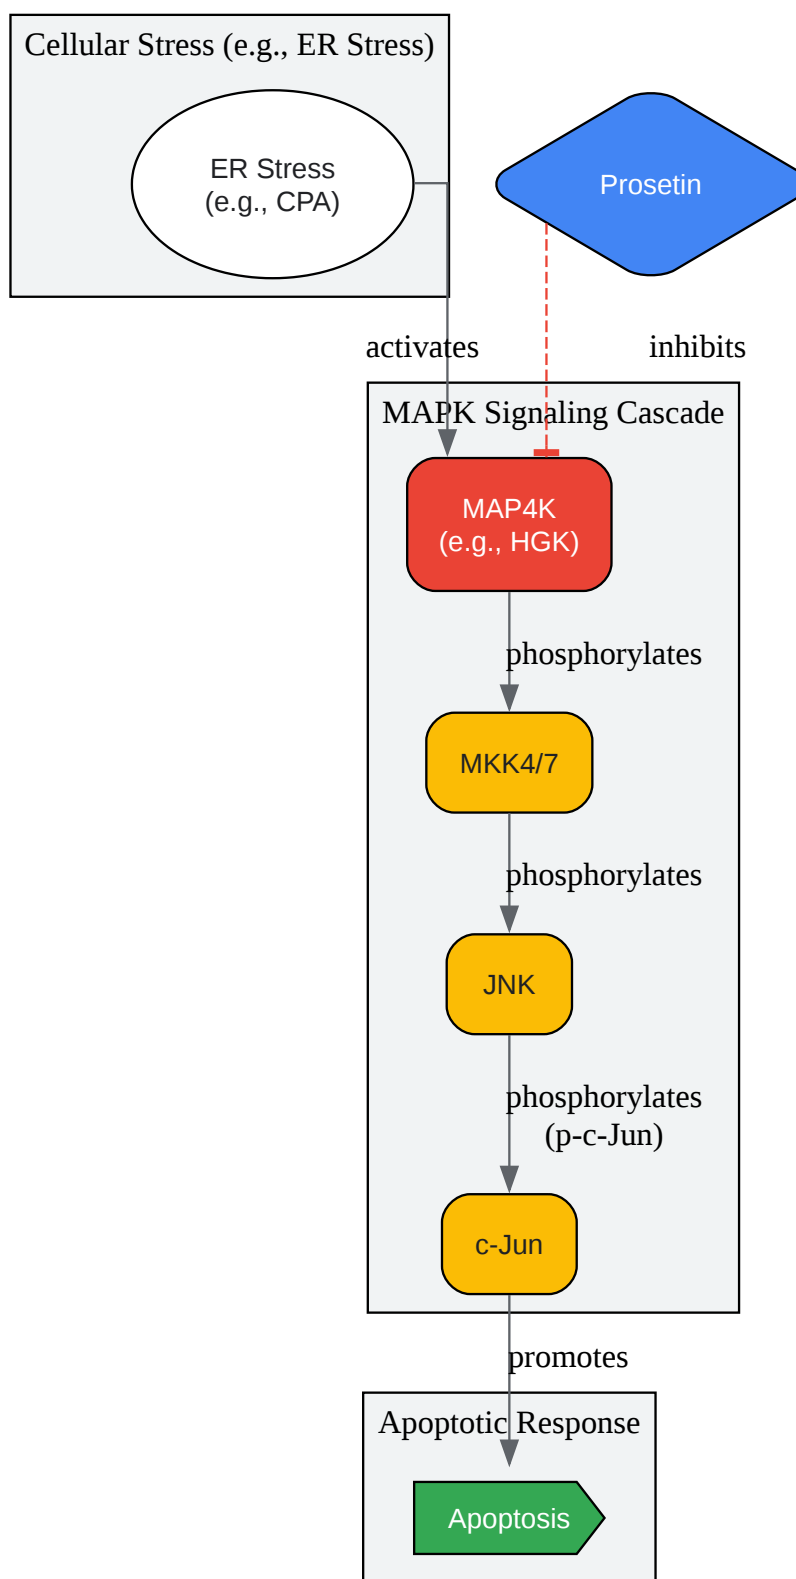 Cellular Stress (e.g., ER Stress)
ER Stress
(e.g., CPA)
Prosetin
activates
inhibits
MAPK Signaling Cascade
MAP4K
(e.g., HGK)
phosphorylates
MKK4/7
phosphorylates
JNK
phosphorylates
(p-c-Jun)
c-Jun
promotes
Apoptotic Response
Apoptosis